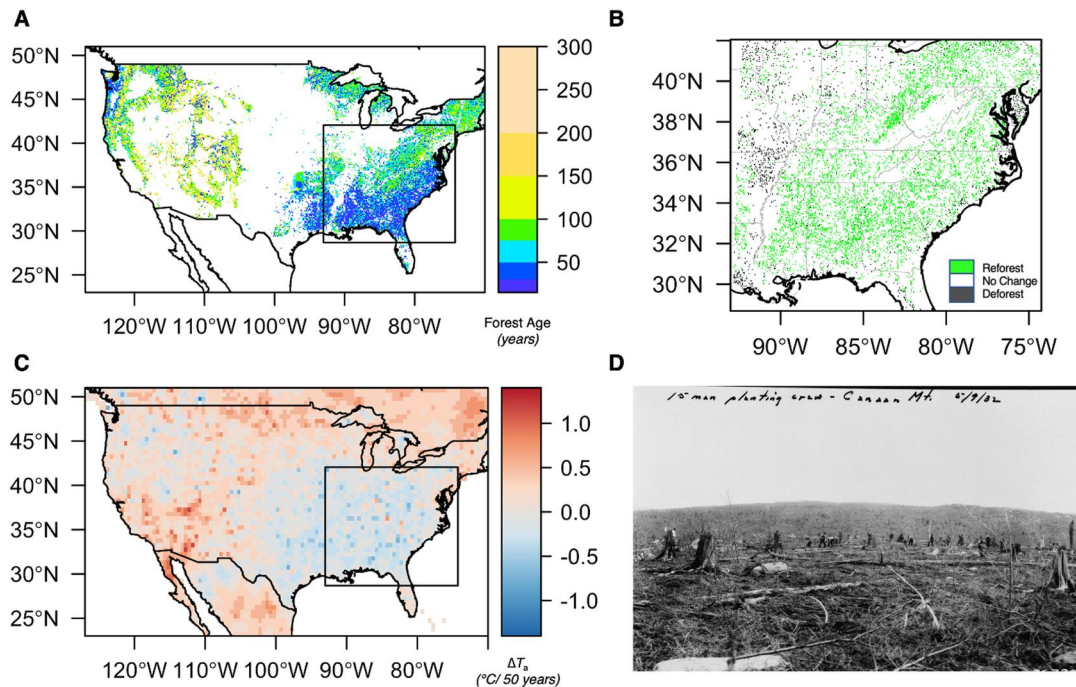 A
50°N
45°N
40°N
35°N
30°N
25°N
120°W 110°W 100°W 90°W 80°W
300
250
200
150
100
50
Forest Age
(years)
B
40°N
38°N
36°N
34°N
32°N
30°N
90°W 85°W 80°W 75°W
Reforest
No Change
Deforest
C
50°N
45°N
40°N
35°N
30°N
25°N
120°W 110°W 100°W 90°W 80°W
1.0
0.5
0.0
-0.5
-1.0
ΔTa
(°C/ 50 years)
D
15 man planting crew - Canaan Mt. 5/9/32